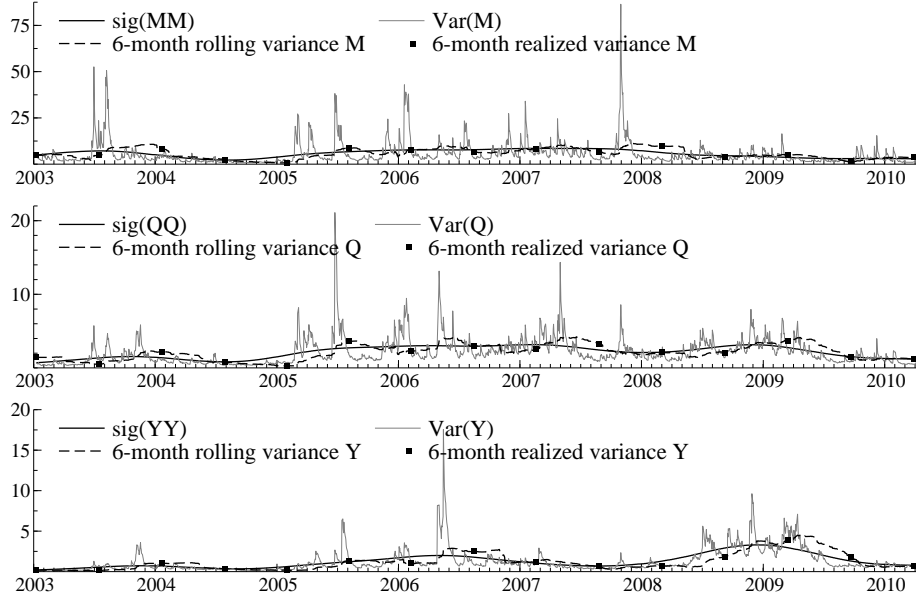 75
50
25
sig(MM) Var(M)
6-month rolling variance M 6-month realized variance M
2003 2004 2005 2006 2007 2008 2009 2010
20
10
sig(QQ) Var(Q)
6-month rolling variance Q 6-month realized variance Q
2003 2004 2005 2006 2007 2008 2009 2010
20
15
10
5
sig(YY) Var(Y)
6-month rolling variance Y 6-month realized variance Y
2003 2004 2005 2006 2007 2008 2009 2010